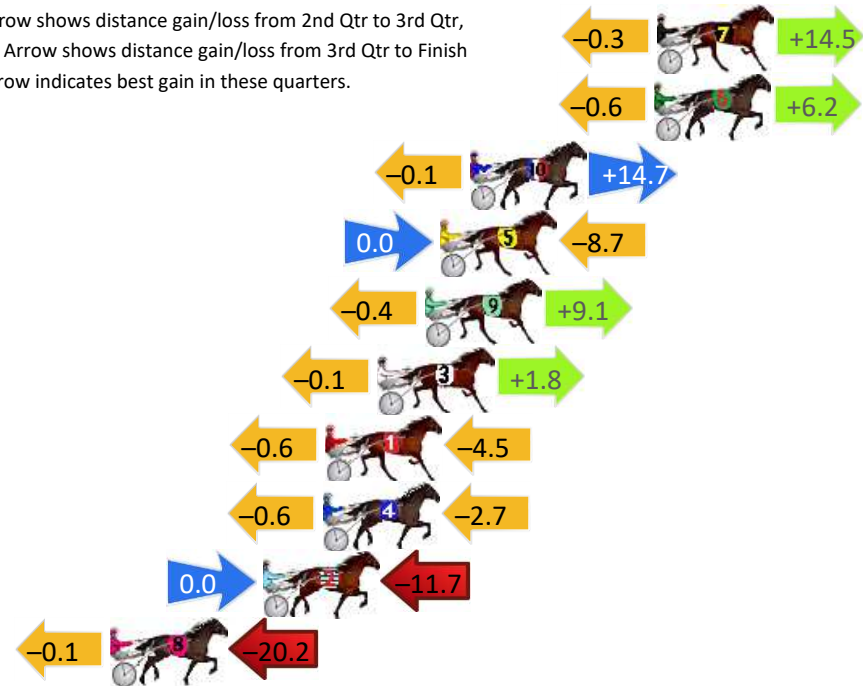 row shows distance gain/loss from 2nd Qtr to 3rd Qtr,
Arrow shows distance gain/loss from 3rd Qtr to Finish
row indicates best gain in these quarters.
–0.3 7 +14.5
–0.6 6 +6.2
–0.1 10 +14.7
0.0 5 –8.7
–0.4 9 +9.1
–0.1 3 +1.8
–0.6 1 –4.5
–0.6 4 –2.7
0.0 2 –11.7
–0.1 8 –20.2